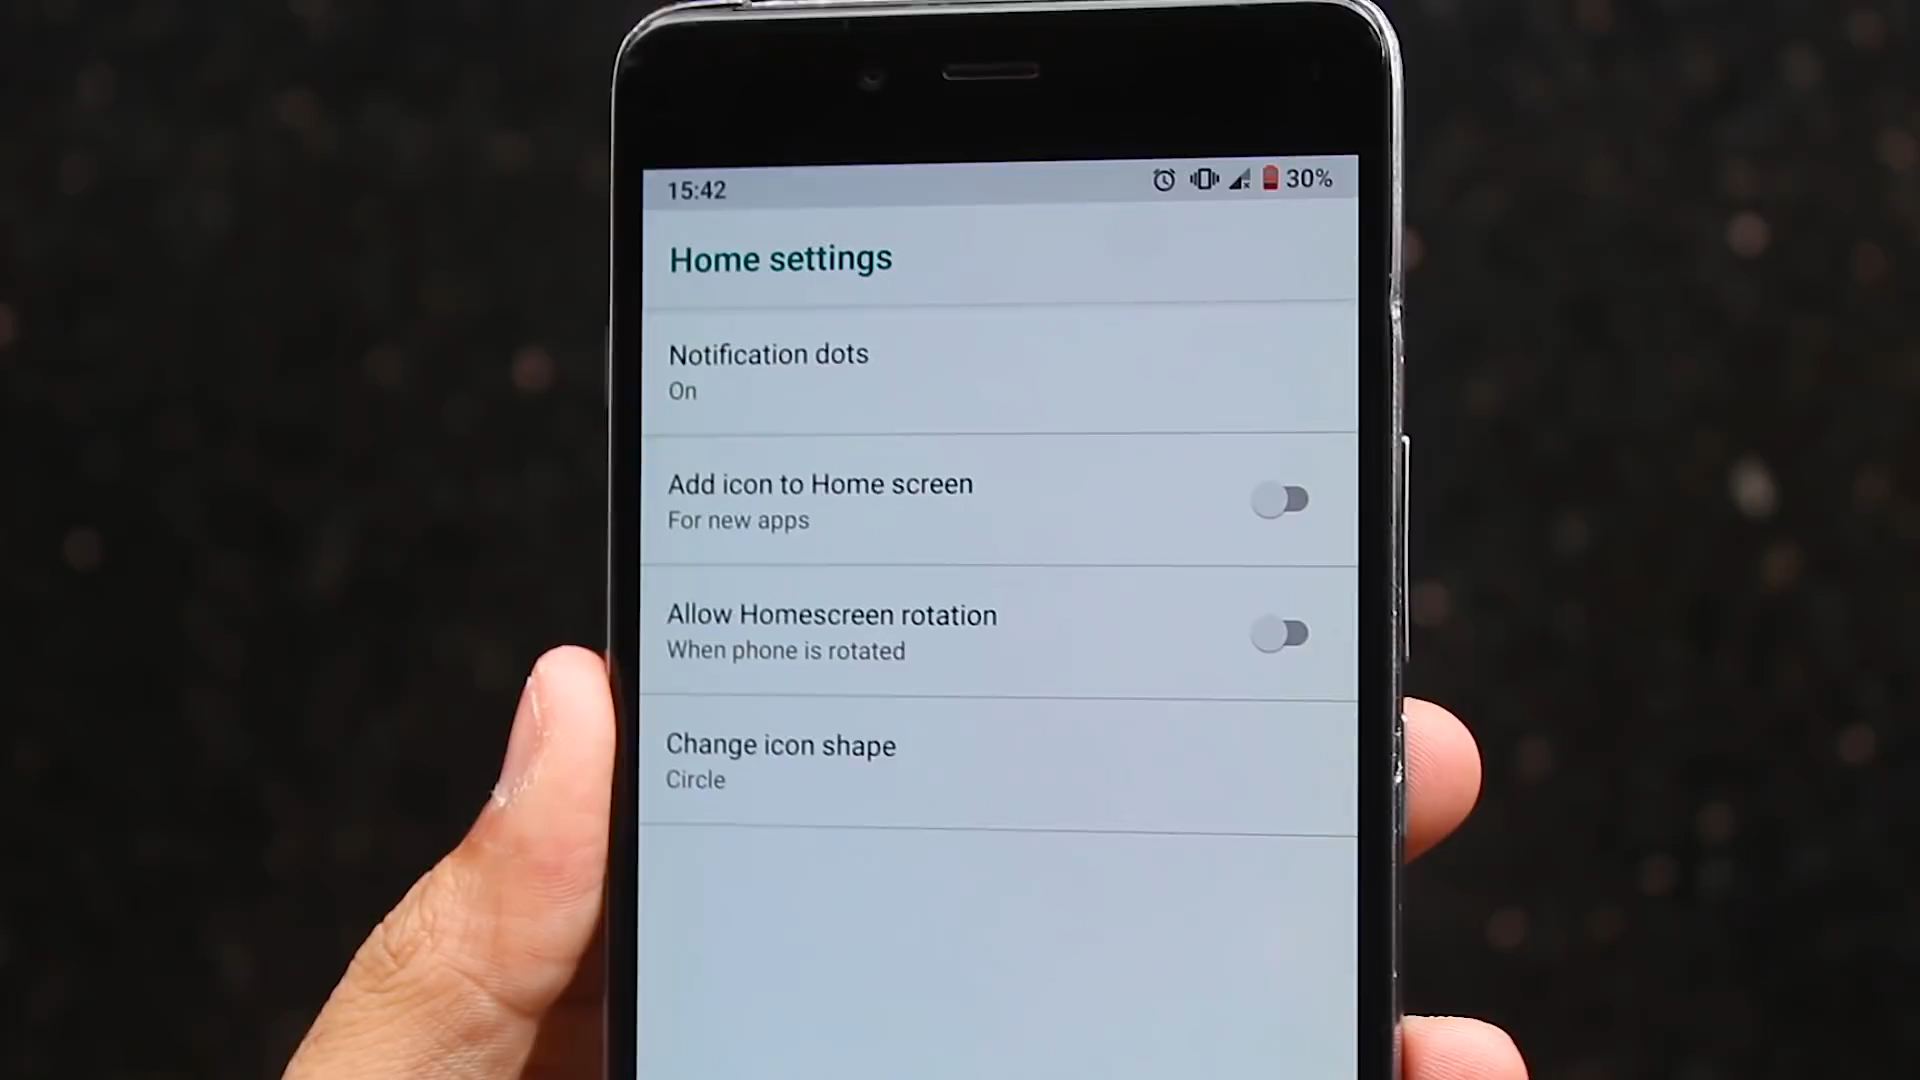 15:42 30%
Home settings
Notification dots
On
Add icon to Home screen
For new apps
Allow Homescreen rotation
When phone is rotated
Change icon shape
Circle